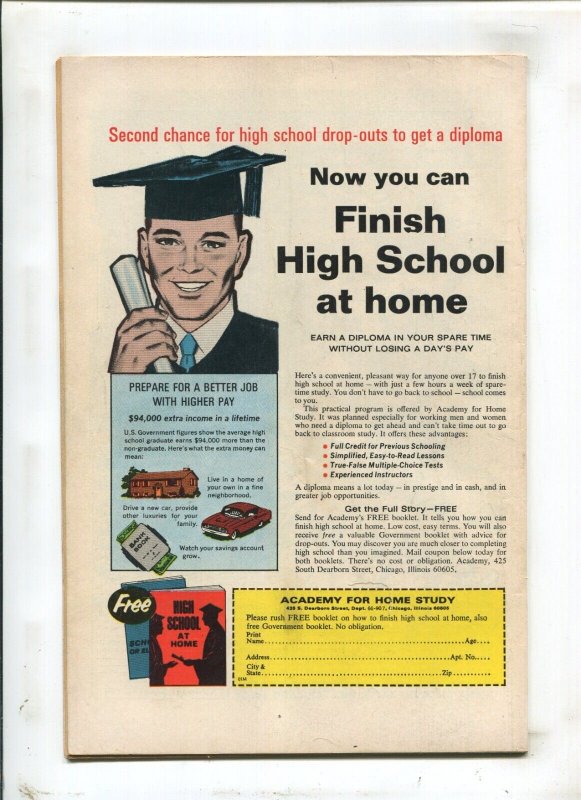 Second chance for high school drop-outs to get a diploma
Now you can
Finish
High School
at home
EARN A DIPLOMA IN YOUR SPARE TIME
WITHOUT LOSING A DAY'S PAY
Here's a convenient, pleasant way for anyone over 17 to finish
high school at home — with just a few hours a week of spare-
time study. You don't have to go back to school — school comes
to you.
This practical program is offered by Academy for Home
Study. It was planned especially for working men and women
who need a diploma to get ahead and can't take time out to go
back to classroom study. It offers these advantages:
• Full Credit for Previous Schooling
• Simplified, Easy-to-Read Lessons
• True-False Multiple-Choice Tests
• Experienced Instructors
A diploma means a lot today — in prestige and in cash, and in
greater job opportunities.
Get the Full Story—FREE
Send for Academy's FREE booklet. It tells you how you can
finish high school at home. Low cost, easy terms. You will also
receive free a valuable Government booklet with advice for
drop-outs. You may discover you are much closer to completing
high school than you imagined. Mail coupon below today for
both booklets. There's no cost or obligation. Academy, 425
South Dearborn Street, Chicago, Illinois 60605.
PREPARE FOR A BETTER JOB
WITH HIGHER PAY
$94,000 extra income in a lifetime
U.S. Government figures show the average high
school graduate earns $94,000 more than the
non-graduate. Here's what the extra money can
mean:
Live in a home of
your own in a fine
neighborhood.
Drive a new car, provide
other luxuries for your
family.
BANK
BOOK
Watch your savings account
grow.
Free
HIGH
SCHOOL
AT
HOME
SCH
OR EL
ACADEMY FOR HOME STUDY
Dearborn Street, Dept. Chicago, Illinois 60605
Please rush FREE booklet on how to finish high school at home, also
free Government booklet. No obligation.
Print
Name Age
Address Apt. No.
City &
State Zip